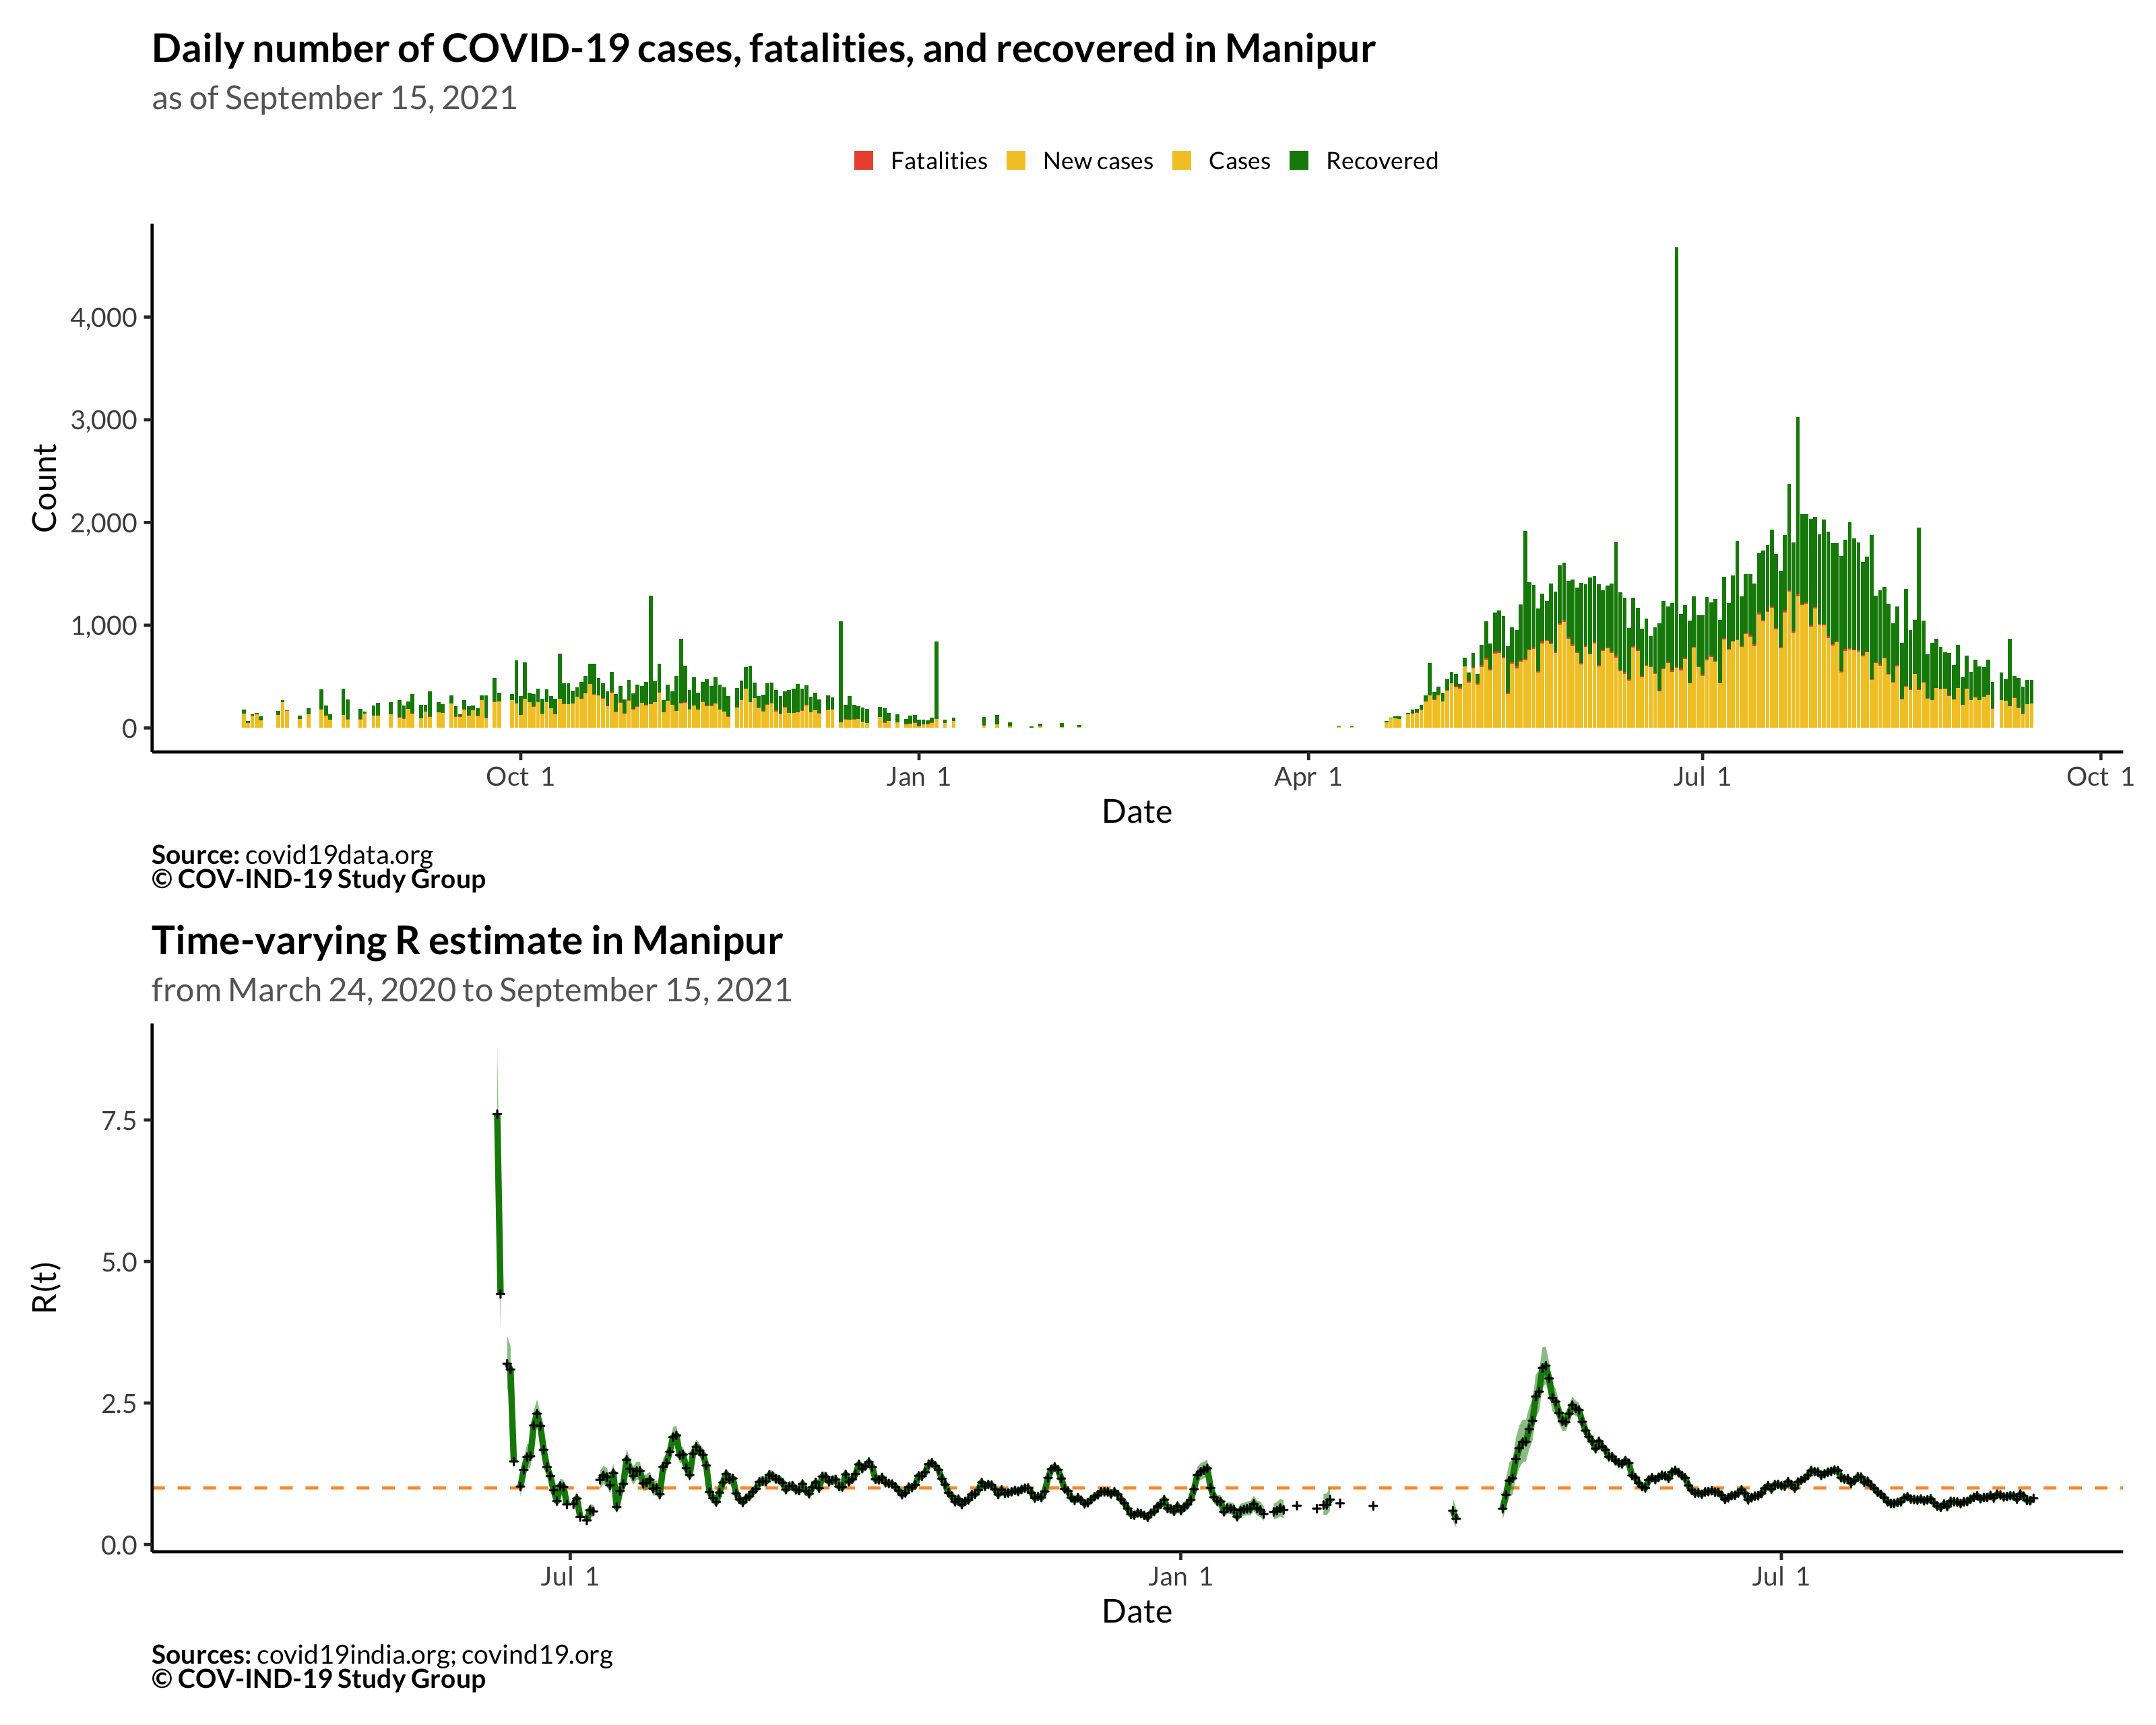 Daily number of COVID-19 cases, fatalities, and recovered in Manipur
as of September 15, 2021
Fatalities New cases Cases Recovered
Count
4,000
3,000
2,000
1,000
0
Oct 1 Jan 1 Apr 1 Jul 1 Oct 1
Date
Source: covid19data.org
© COV-IND-19 Study Group
Time-varying R estimate in Manipur
from March 24, 2020 to September 15, 2021
R(t)
7.5
5.0
2.5
0.0
Jul 1 Jan 1 Jul 1
Date
Sources: covid19india.org; covind19.org
© COV-IND-19 Study Group